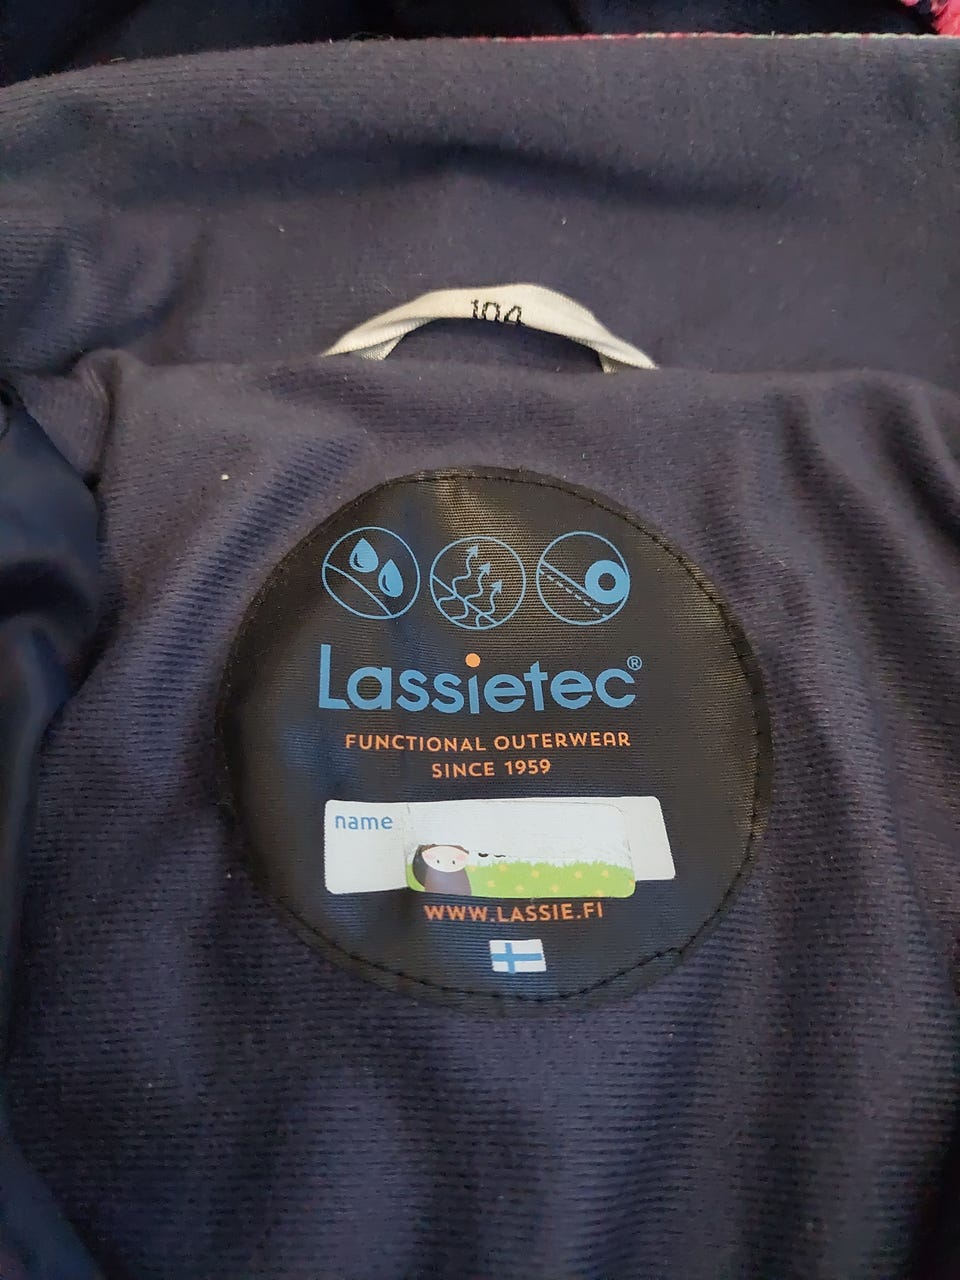 104
Lassietec®
FUNCTIONAL OUTERWEAR
SINCE 1959
name
WWW.LASSIE.FI